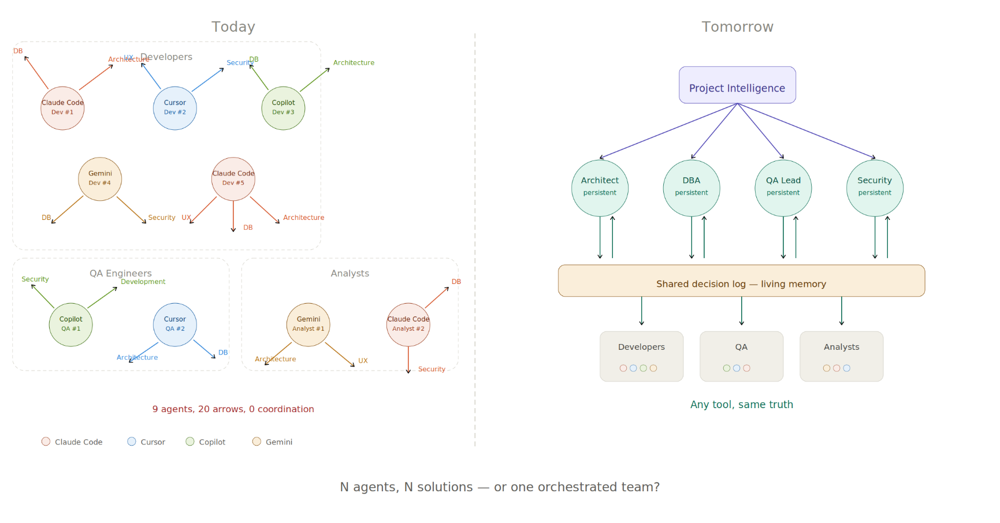 Today
Tomorrow
Developers
DB
Architecture
UX
Security
DB
Architecture
Claude Code
Dev #1
Cursor
Dev #2
Copilot
Dev #3
Gemini
Dev #4
Claude Code
Dev #5
DB
Security
UX
DB
Architecture
QA Engineers
Security
Development
Copilot
QA #1
Cursor
QA #2
Architecture
DB
Analysts
DB
Gemini
Analyst #1
Claude Code
Analyst #2
Architecture
UX
Security
9 agents, 20 arrows, 0 coordination
Claude Code
Cursor
Copilot
Gemini
Project Intelligence
Architect
persistent
DBA
persistent
QA Lead
persistent
Security
persistent
Shared decision log — living memory
Developers
QA
Analysts
Any tool, same truth
N agents, N solutions — or one orchestrated team?